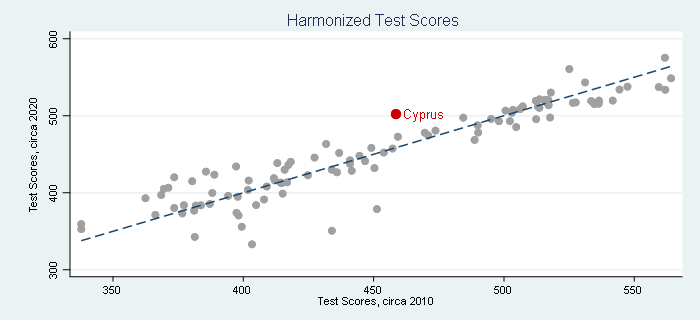 Harmonized Test Scores
600
500
400
300
Test Scores, circa 2020
Cyprus
350
400
450
500
550
Test Scores, circa 2010